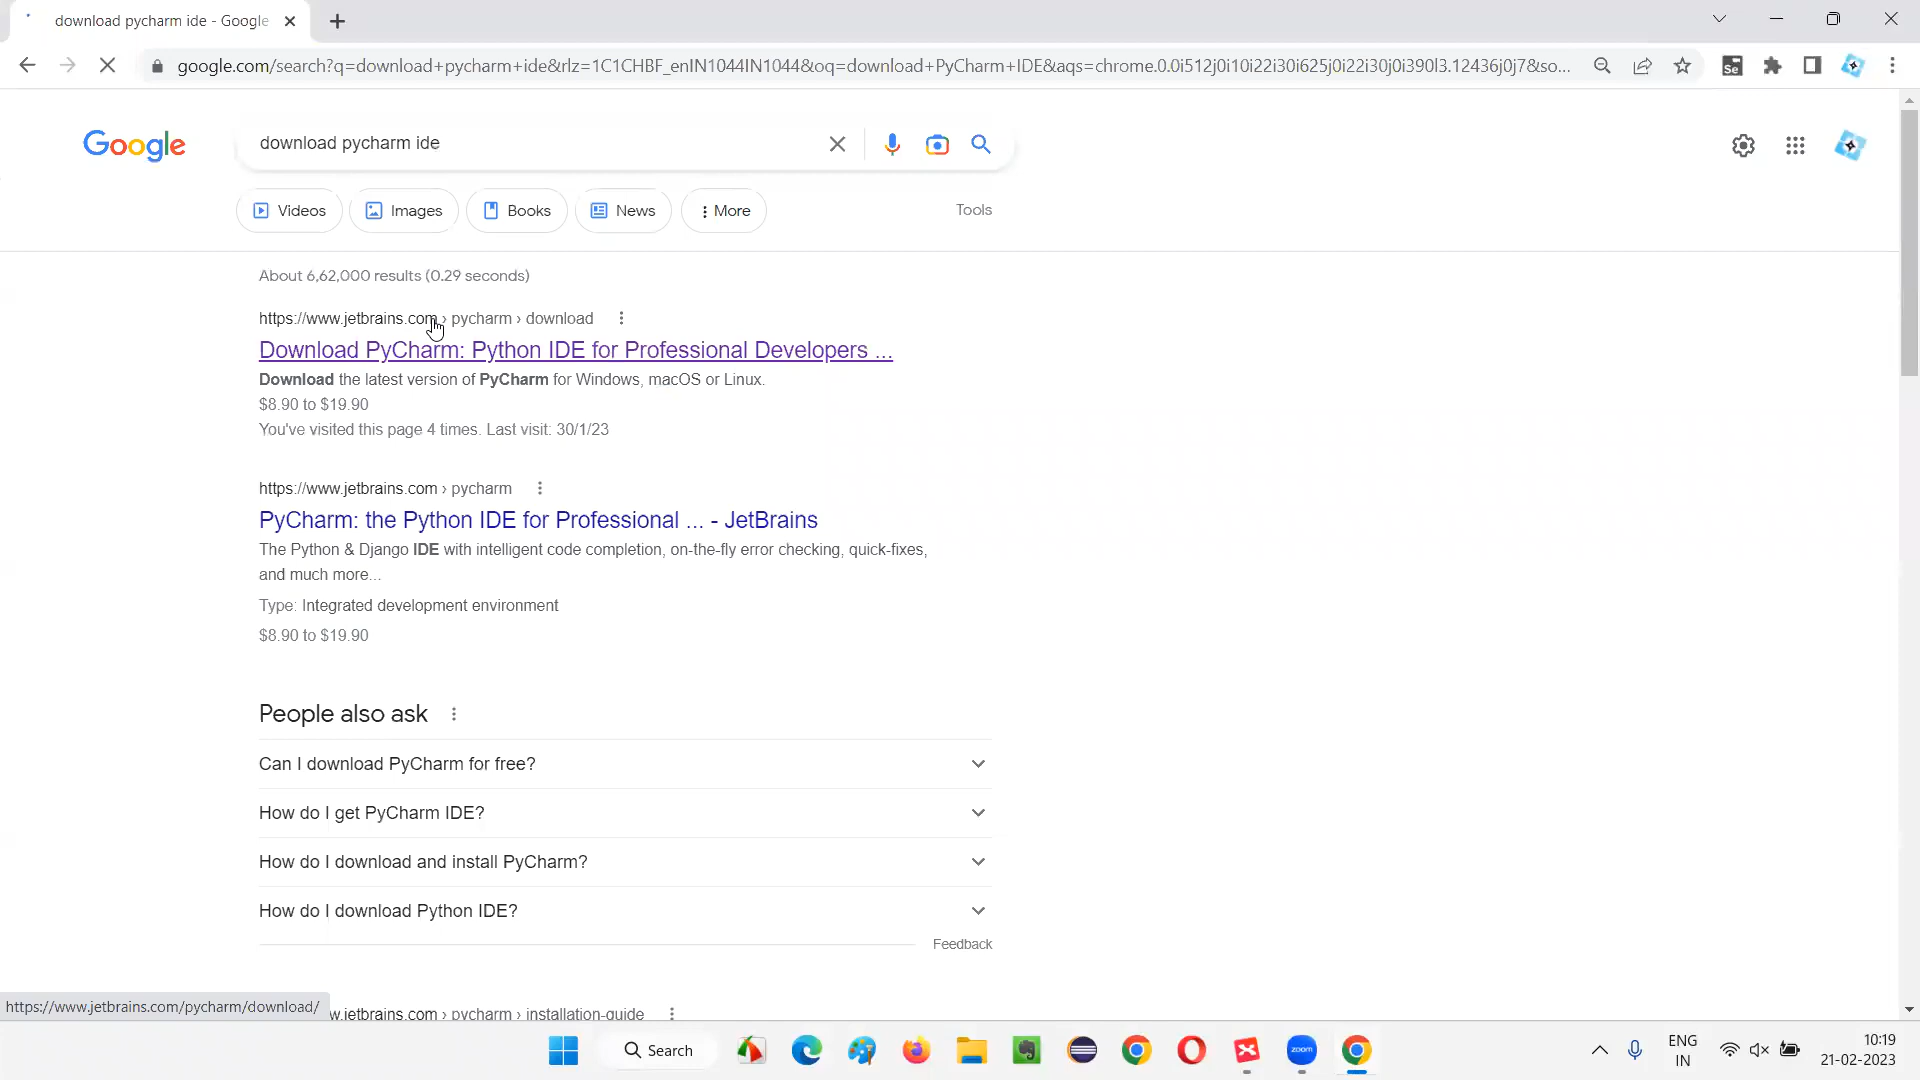 download pycharm ide - Google
google.com/search?q=download+pycharm+ide&rlz=1C1CHBF_enIN1044IN1044&oq=download+PyCharm+IDE&aqs=chrome.0.0i512j0i10i22i30i625j0i22i30j0i390l3.12436j0j7&so...
Se
Google
download pycharm ide
Videos
Images
Books
News
More
Tools
About 6,62,000 results (0.29 seconds)
https://www.jetbrains.com › pycharm › download
Download PyCharm: Python IDE for Professional Developers ...
Download the latest version of PyCharm for Windows, macOS or Linux.
$8.90 to $19.90
You've visited this page 4 times. Last visit: 30/1/23
https://www.jetbrains.com › pycharm
PyCharm: the Python IDE for Professional ... - JetBrains
The Python & Django IDE with intelligent code completion, on-the-fly error checking, quick-fixes,
and much more...
Type: Integrated development environment
$8.90 to $19.90
People also ask
Can I download PyCharm for free?
How do I get PyCharm IDE?
How do I download and install PyCharm?
How do I download Python IDE?
Feedback
https://www.jetbrains.com/pycharm/download/
w.jetbrains.com › pycharm › installation-guide
Search
zoom
ENG
IN
10:19
21-02-2023